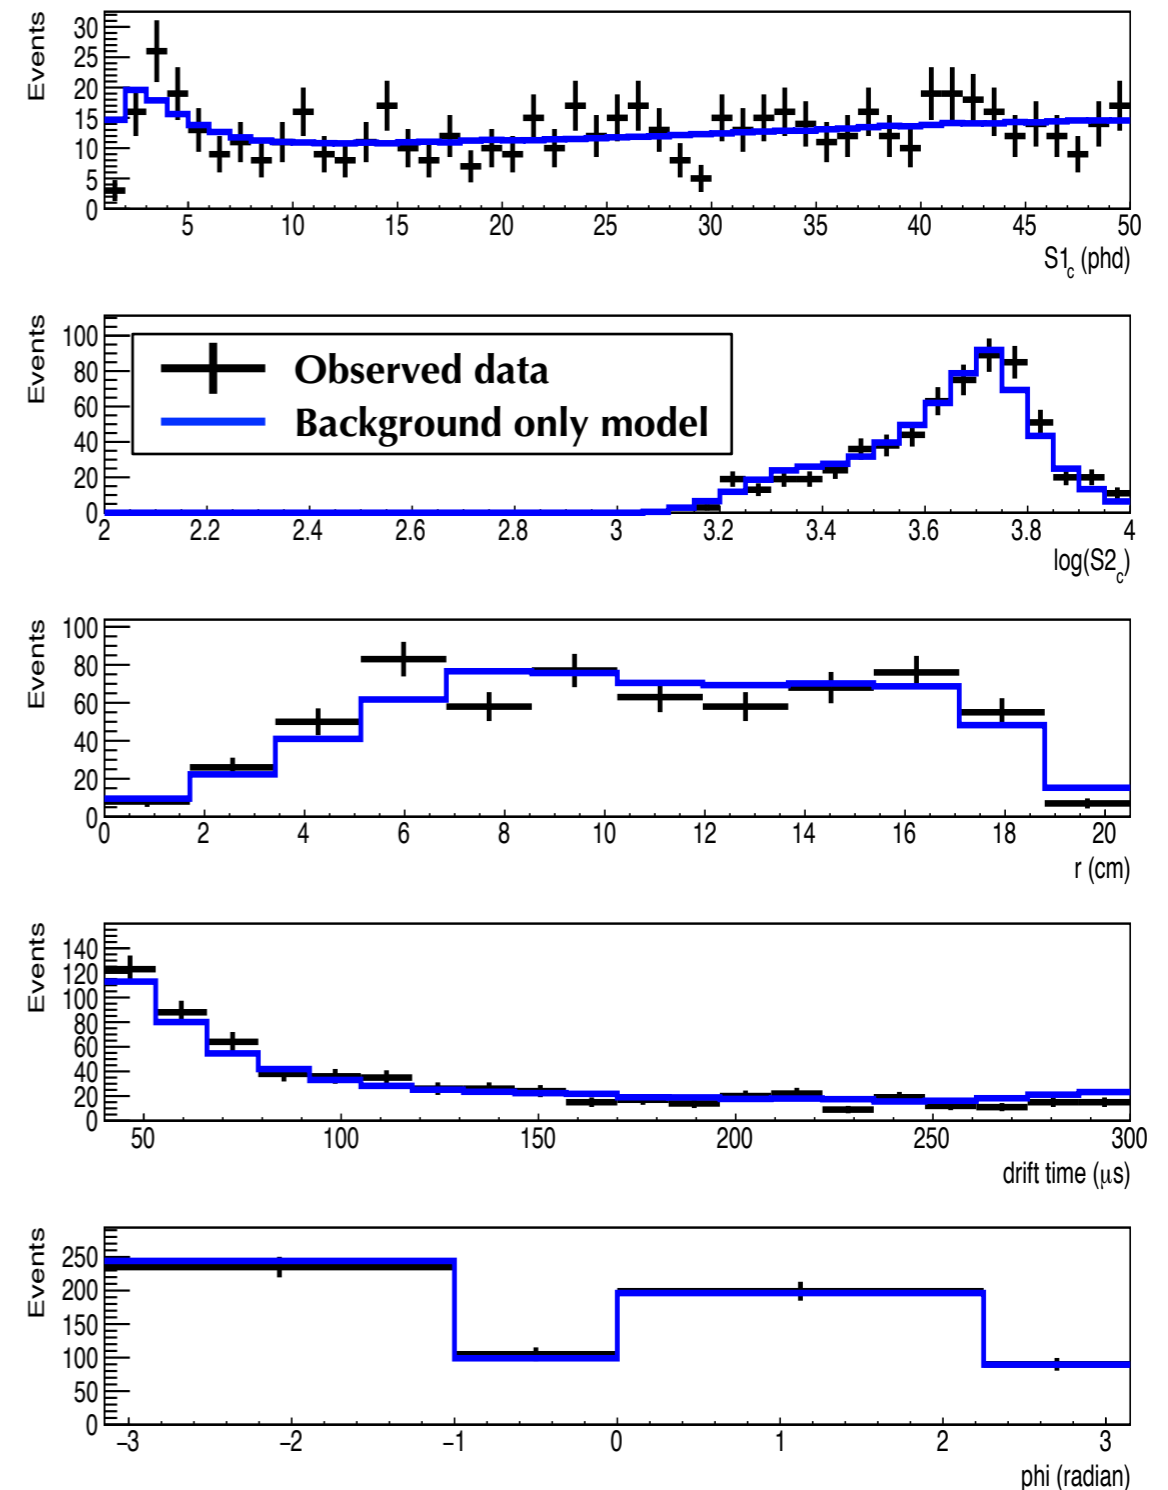 Events
30
25
20
15
10
5
0
5 10 15 20 25 30 35 40 45 50
S1c (phd)
Events
100
80
60
40
20
0
Observed data
Background only model
2 2.2 2.4 2.6 2.8 3 3.2 3.4 3.6 3.8 4
log(S2c)
Events
100
80
60
40
20
0
0 2 4 6 8 10 12 14 16 18 20
r (cm)
Events
140
120
100
80
60
40
20
0
50 100 150 200 250 300
drift time (μs)
Events
250
200
150
100
50
0
−3 −2 −1 0 1 2 3
phi (radian)